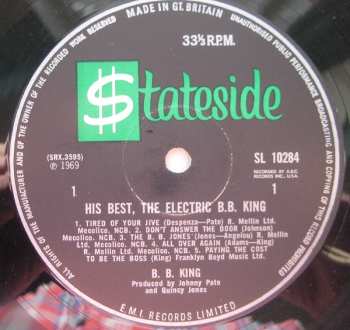 MADE IN GT. BRITAIN
UNAUTHORISED PUBLIC PERFORMANCE BROADCASTING AND COPYING OF THIS RECORD PROHIBITED
ALL RIGHTS OF THE MANUFACTURER AND OF THE OWNER OF THE RECORDED WORK RESERVED
33⅓ R.P.M.
$tateside
(SRX.3595)
℗ 1969
SL 10284
RECORDED BY A.B.C
RECORDS INC., U.S.A.
1
1
HIS BEST, THE ELECTRIC B.B. KING
1. TIRED OF YOUR JIVE (Despenza—Pate) R. Mellin Ltd.
Mecolico, NCB. 2. DON'T ANSWER THE DOOR (Johnson)
Mecolico, NCB. 3. THE B. B. JONES (Jones—Angelou) R. Mellin
Ltd. Mecolico, NCB. 4. ALL OVER AGAIN (Adams—King)
R. Mellin Ltd. Mecolico, NCB. 5. PAYING THE COST
TO BE THE BOSS (King) Franklyn Boyd Music Ltd.
B. B. KING
Produced by Johnny Pate
and Quincy Jones
E.M.I. RECORDS LIMITED